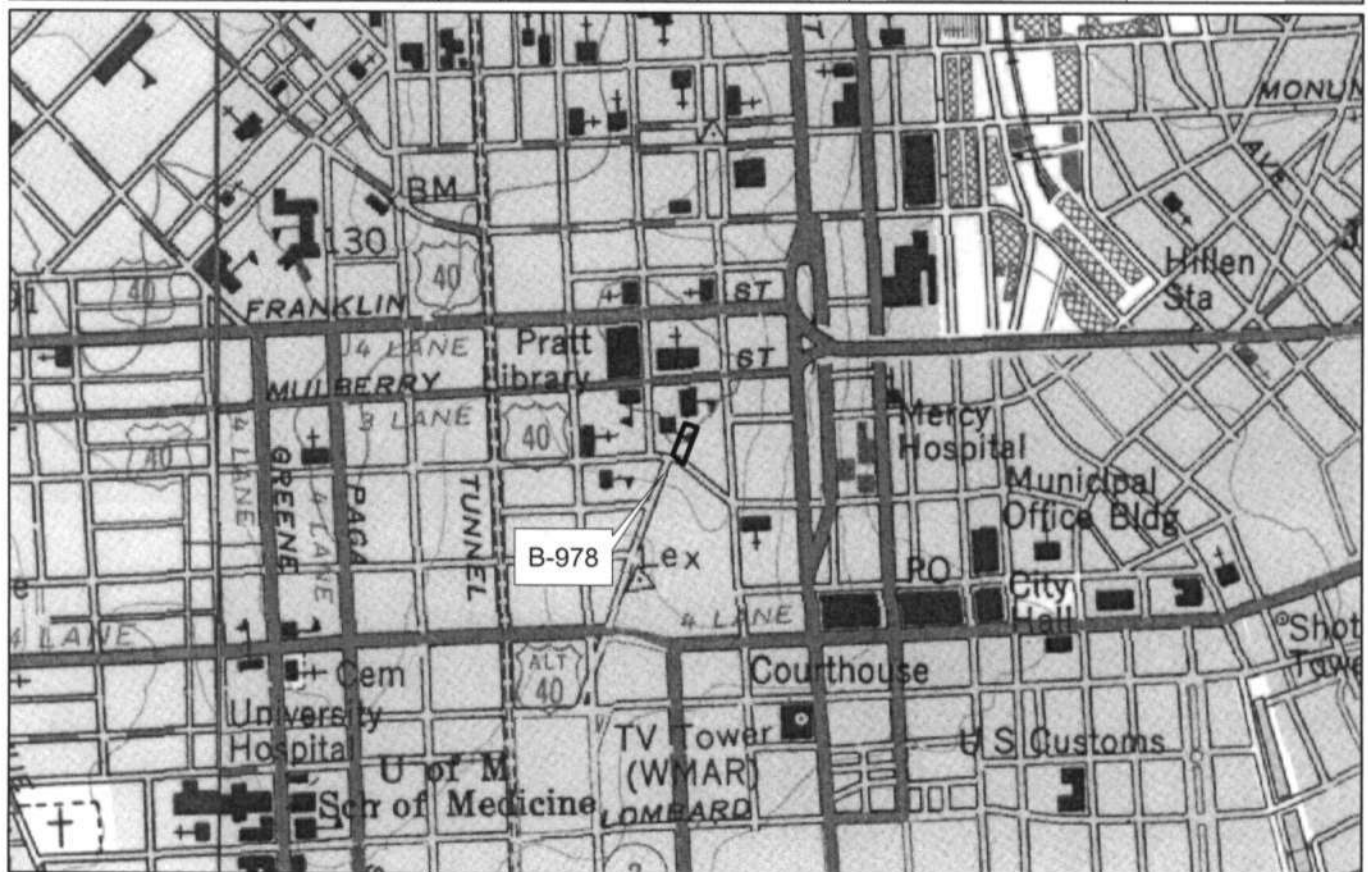 MONUN
AVE
BM
130
40
40
Hillen
Sta
FRANKLIN
ST
4 LANE
Pratt
Library
ST
MULBERRY
3 LANE
40
40
Mercy
Hospital
4 LANE
GREENE
4 LANE
PACA
TUNNEL
Municipal
Office Bldg
B-978
Lex
PO
City
Hall
4 LANE
4 LANE
Shot
Towe
ALT
40
Cem
Courthouse
University
Hospital
TV Tower
(WMAR)
U S Customs
U of M
Sch of Medicine
LOMBARD